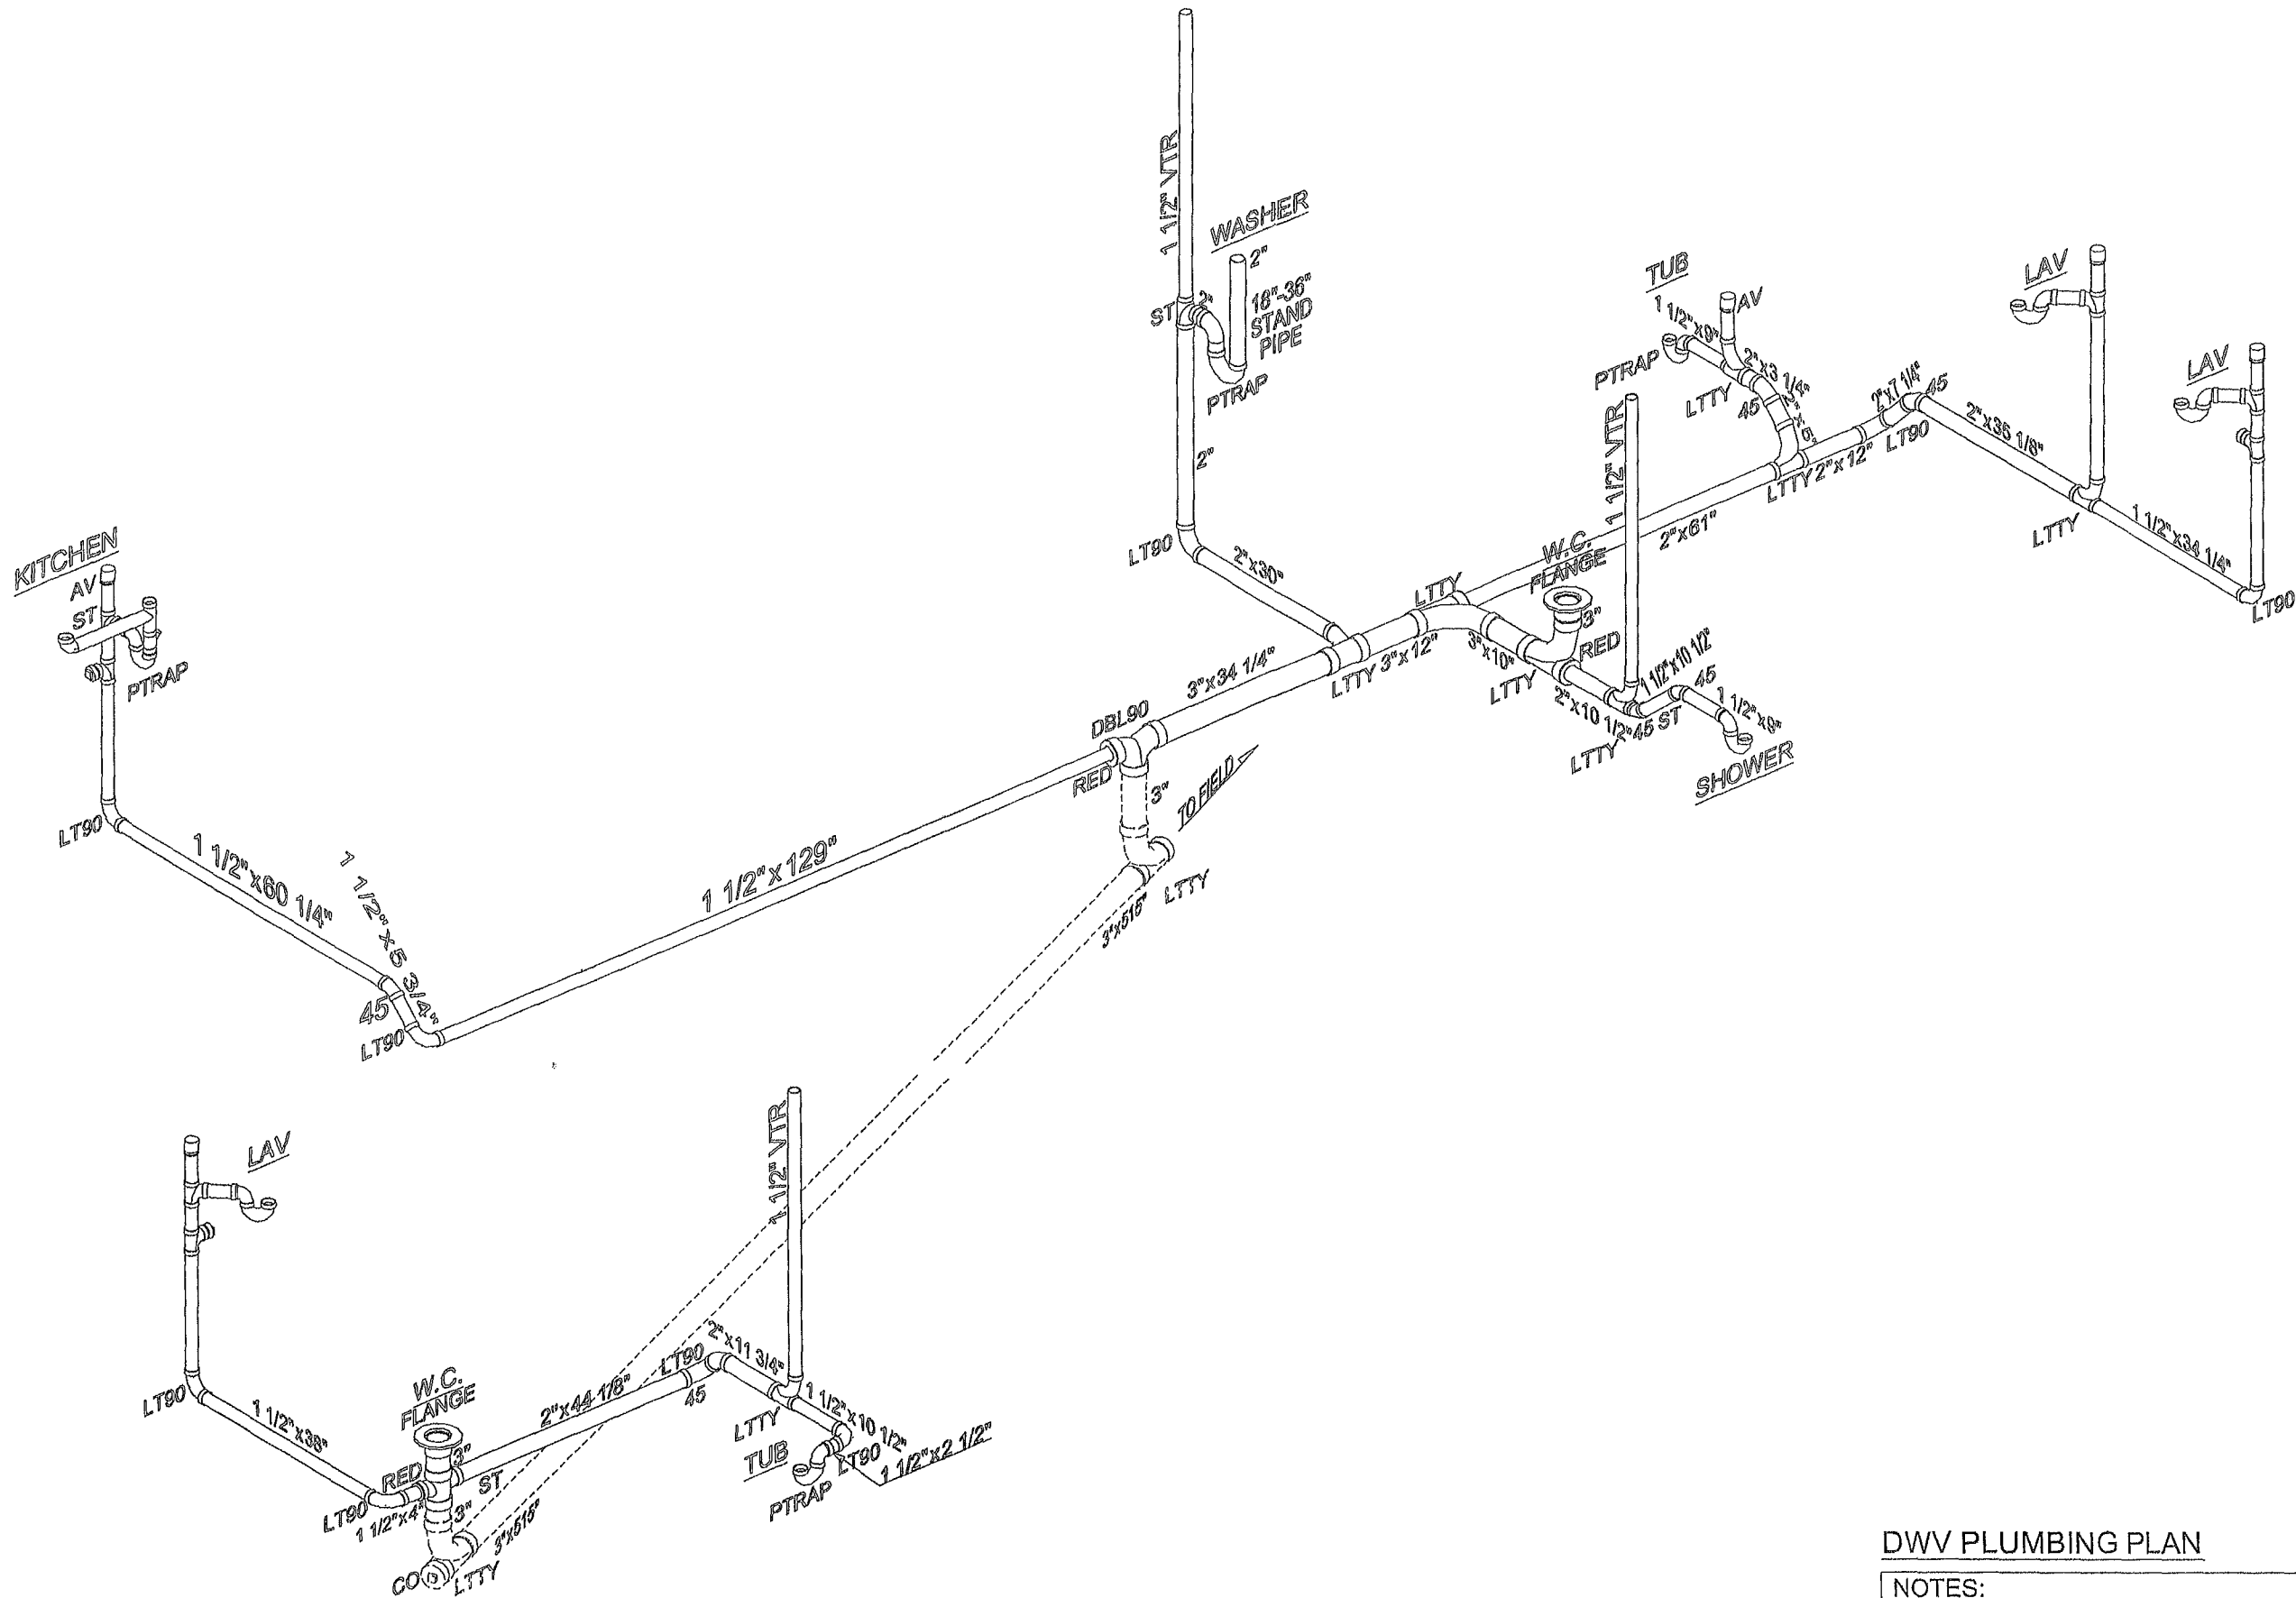 1 1/2" VTR
WASHER
2"
18"-36"
STAND
PIPE
ST
2"
PTRAP
2"
LT90
2"x30"
TUB
1 1/2"x9"
AV
PTRAP
LTTY
2"x3 1/4"
45
2"x7 1/4"
45
LT90
LTTY
2"x12"
2"x61"
1 1/2" VTR
LAV
LAV
2"x35 1/8"
LTTY
1 1/2"x34 1/4"
LT90
KITCHEN
AV
ST
PTRAP
LT90
1 1/2"x60 1/4"
1 1/2"x5 3/4"
45
LT90
1 1/2"x129"
RED
DBL90
3"x34 1/4"
3"
TO FIELD
LTTY
3"x515"
LTTY
3"x12"
LTTY
W.C.
FLANGE
3"
RED
3"x10"
LTTY
2"x10 1/2"
LTTY
45 ST
1 1/2"x10 1/2"
45
1 1/2"x9"
SHOWER
LAV
LT90
1 1/2"x38"
LT90
1 1/2"x4"
RED
W.C.
FLANGE
3"
ST
3"
CO
LTTY
3"x515"
2"x44 1/8"
LT90
45
2"x11 3/4"
1 1/2" VTR
LTTY
1 1/2"x10 1/2"
LT90
1 1/2"x2 1/2"
TUB
PTRAP
DWV PLUMBING PLAN
NOTES: